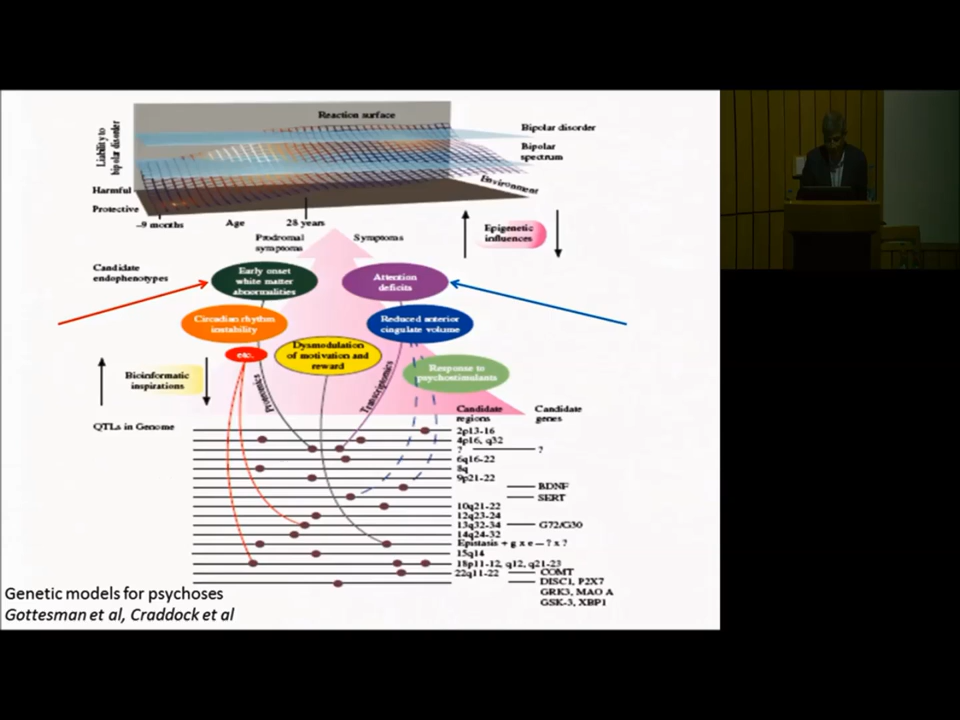 Reaction surface
Liability to
bipolar disorder
Bipolar disorder
Bipolar
spectrum
Environment
Harmful
Protective
–9 months
Age
28 years
Prodromal
symptoms
Symptoms
Epigenetic
influences
Candidate
endophenotypes
Early onset
white matter
abnormalities
Attention
deficits
Circadian rhythm
instability
Reduced anterior
cingulate volume
Dysmodulation
of motivation and
reward
etc.
Response to
psychostimulants
Bioinformatic
inspirations
Proteomics
Transcriptomics
QTLs in Genome
Candidate
regions
Candidate
genes
2p13-16
4p16, q32
? ?
6q16-22
8q
9p21-22
BDNF
SERT
10q21-22
12q23-24
13q32-34 G72/G30
14q24-32
Epistasis + g x e – ? x ?
15q14
18p11-12, q12, q21-23
22q11-22 COMT
DISC1, P2X7
GRK3, MAO A
GSK-3, XBP1
Genetic models for psychoses
Gottesman et al, Craddock et al